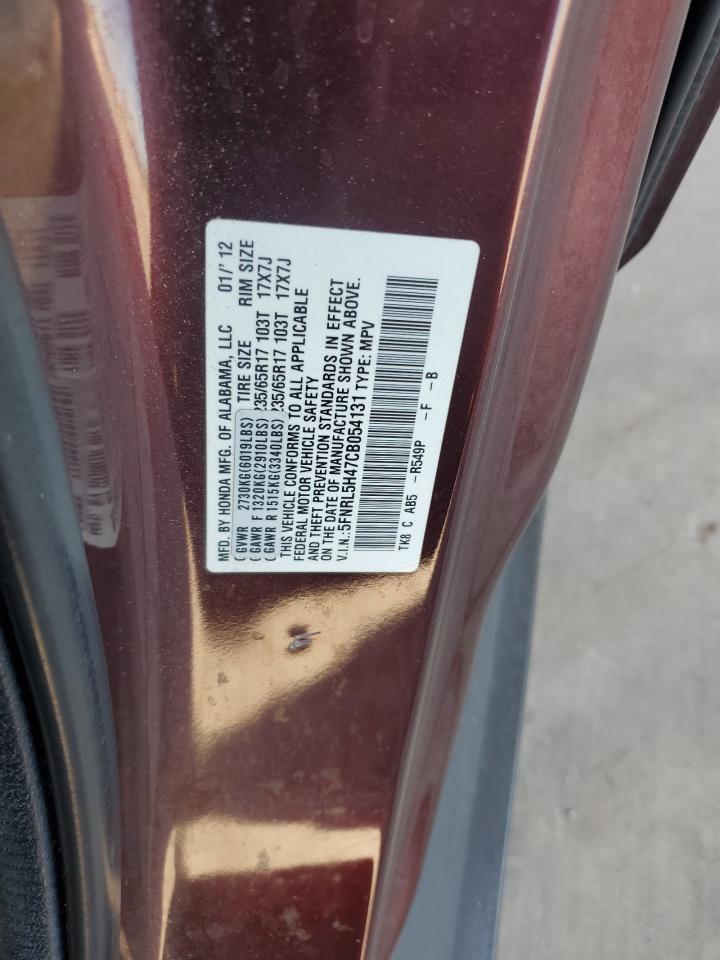 MFD. BY HONDA MFG. OF ALABAMA, LLC 01/'12
TIRE SIZE RIM SIZE
GVWR 2730KG(6019LBS)
GAWR F 1320KG(2910LBS) 235/65R17 103T 17X7J
GAWR R 1515KG(3340LBS) 235/65R17 103T 17X7J
THIS VEHICLE CONFORMS TO ALL APPLICABLE
FEDERAL MOTOR VEHICLE SAFETY
AND THEFT PREVENTION STANDARDS IN EFFECT
ON THE DATE OF MANUFACTURE SHOWN ABOVE.
V.I.N.:5FNRL5H47CB054131 TYPE: MPV
TK8 C AB5 -R549P -F -B